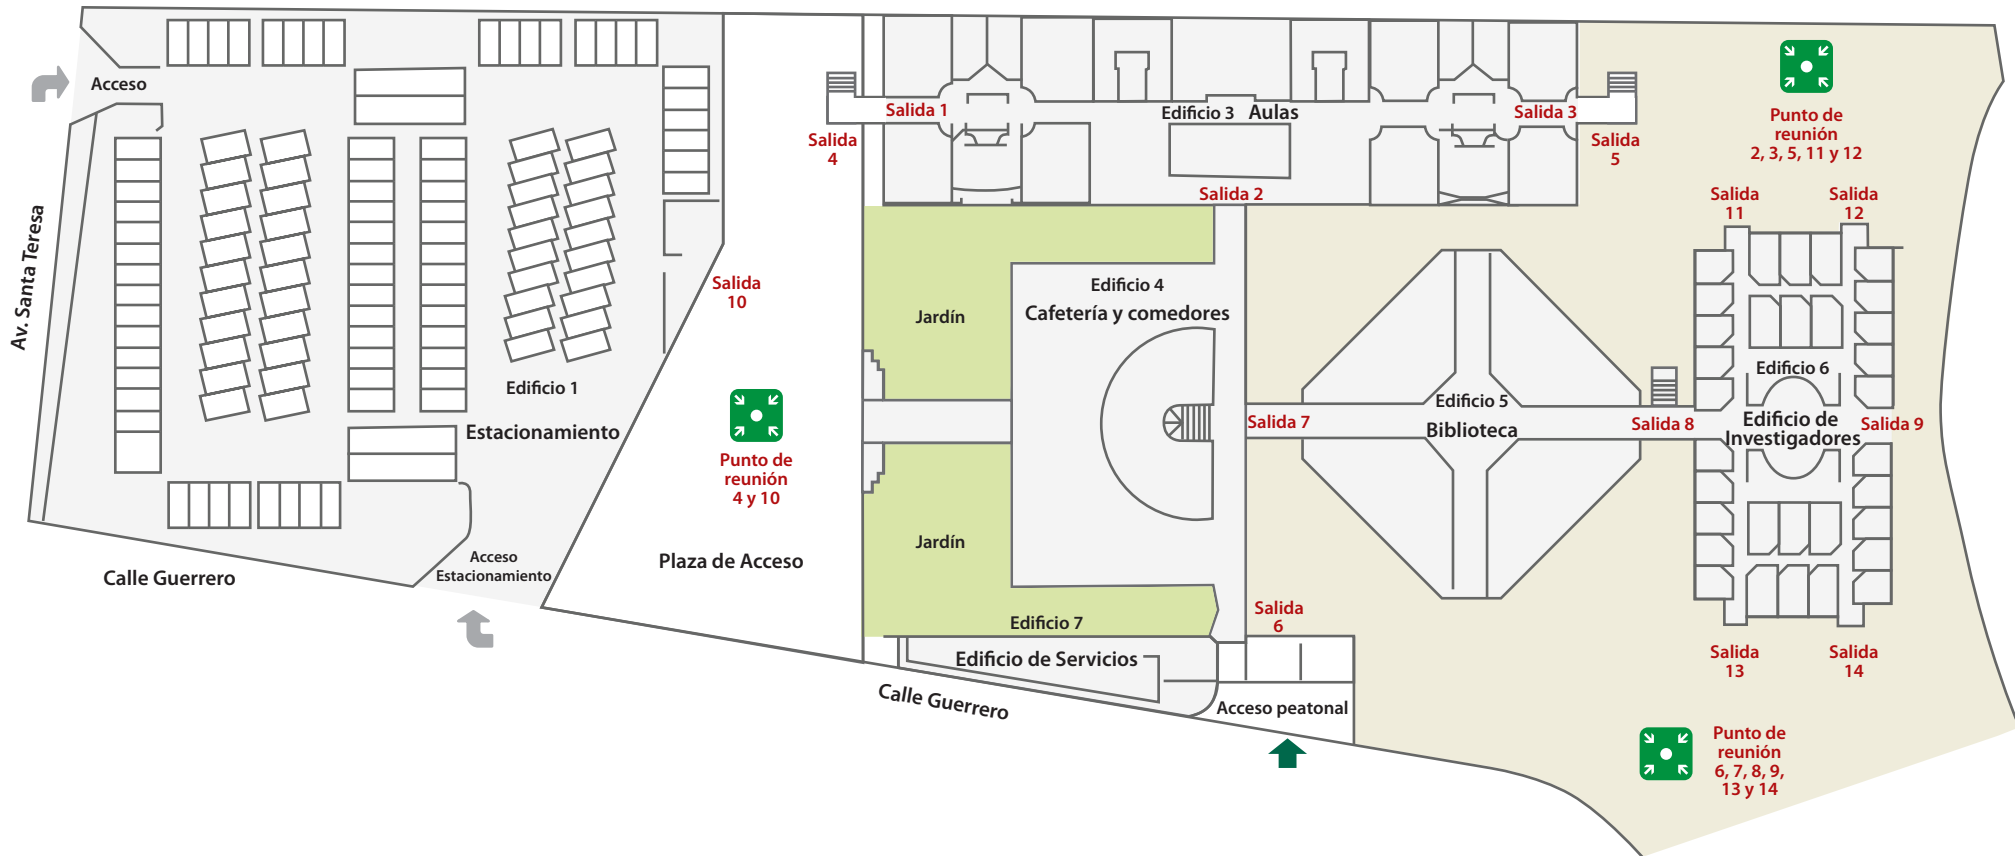 Acceso
Av. Santa Teresa
Calle Guerrero
Edificio 1
Estacionamiento
Acceso
Estacionamiento
Salida
10
Punto de
reunión
4 y 10
Plaza de Acceso
Salida
4
Salida 1
Edificio 3 Aulas
Salida 3
Salida
5
Salida 2
Jardín
Edificio 4
Cafetería y comedores
Jardín
Edificio 7
Edificio de Servicios
Calle Guerrero
Salida
6
Acceso peatonal
Salida 7
Edificio 5
Biblioteca
Salida 8
Punto de
reunión
2, 3, 5, 11 y 12
Salida
11
Salida
12
Edificio 6
Edificio de
Investigadores
Salida 9
Salida
13
Salida
14
Punto de
reunión
6, 7, 8, 9,
13 y 14